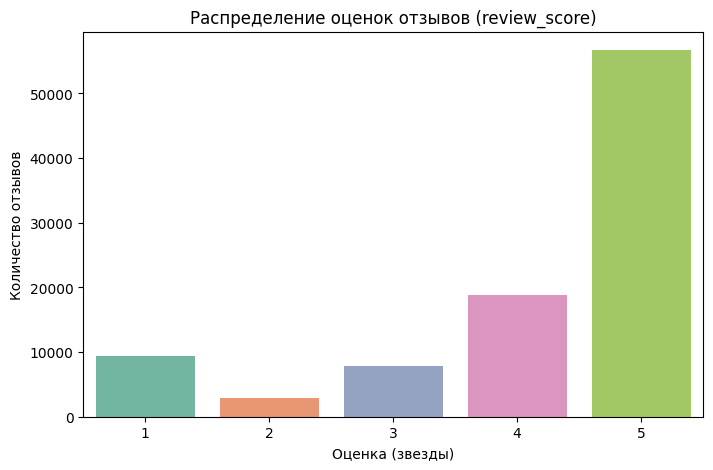 Распределение оценок отзывов (review_score)
Количество отзывов
50000
40000
30000
20000
10000
0
1 2 3 4 5
Оценка (звезды)